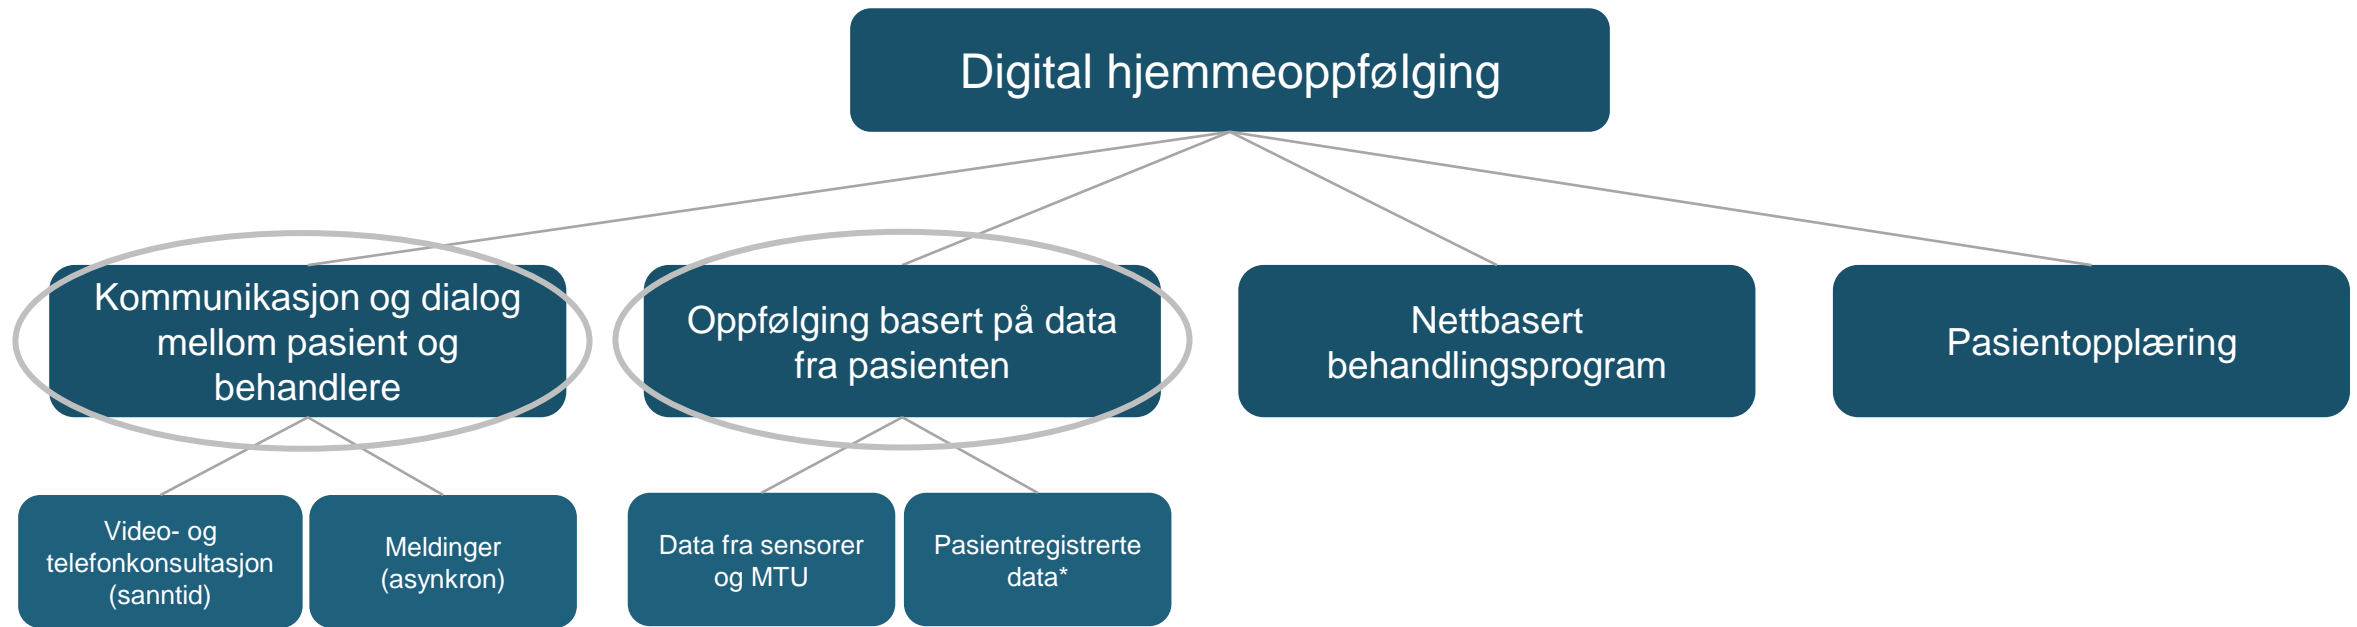 Digital hjemmeoppfølging
Kommunikasjon og dialog
mellom pasient og
behandlere
Oppfølging basert på data
fra pasienten
Nettbasert
behandlingsprogram
Pasientopplæring
Video- og
telefonkonsultasjon
(sanntid)
Meldinger
(asynkron)
Data fra sensorer
og MTU
Pasientregistrerte
data*